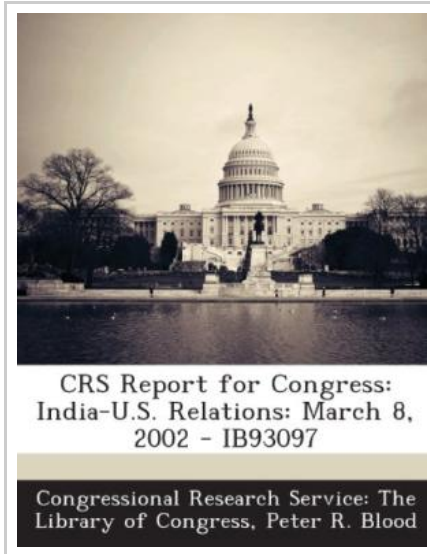 CRS Report for Congress:
India-U.S. Relations: March 8,
2002 - IB93097
Congressional Research Service: The
Library of Congress, Peter R. Blood